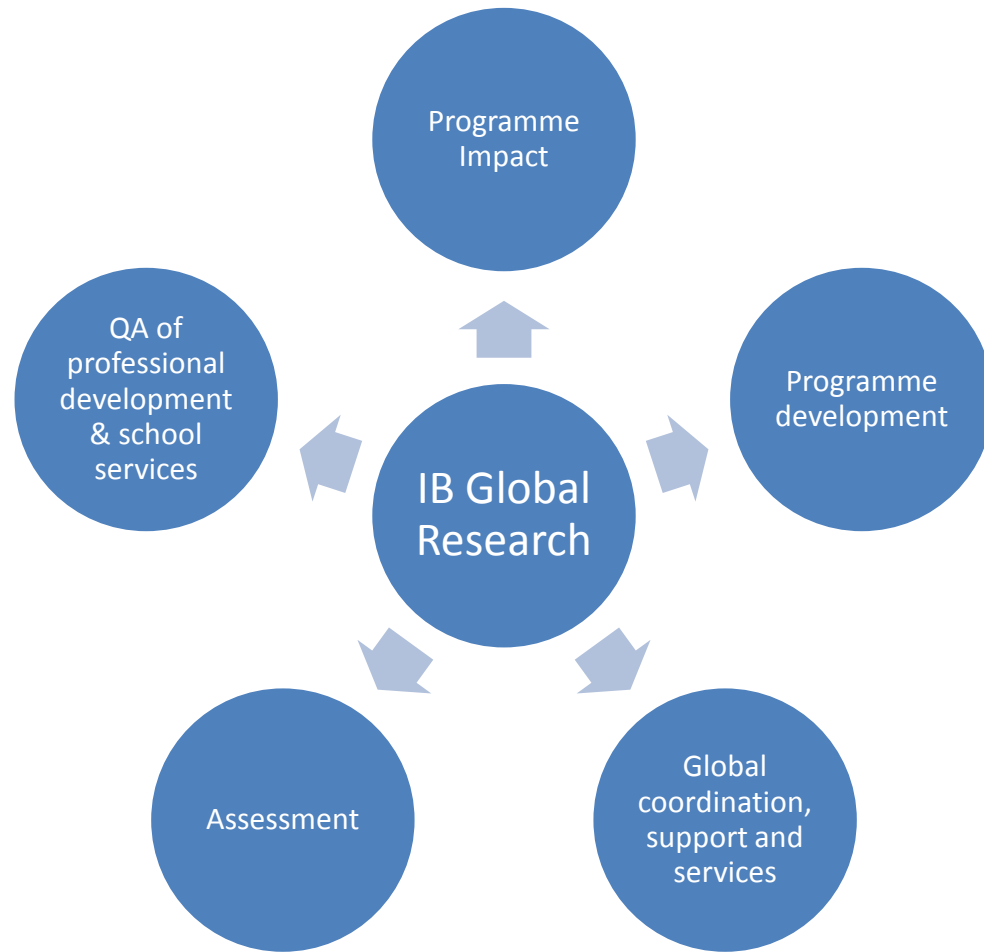 Programme
Impact
QA of
professional
development
& school
services
Programme
development
IB Global
Research
Assessment
Global
coordination,
support and
services